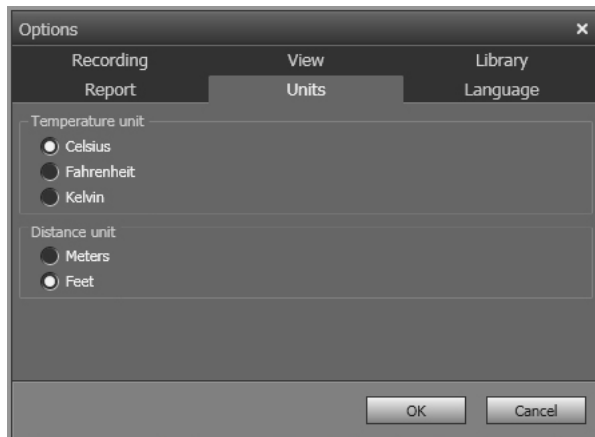 Options
Recording View Library
Report Units Language
Temperature unit
Celsius
Fahrenheit
Kelvin
Distance unit
Meters
Feet
OK Cancel